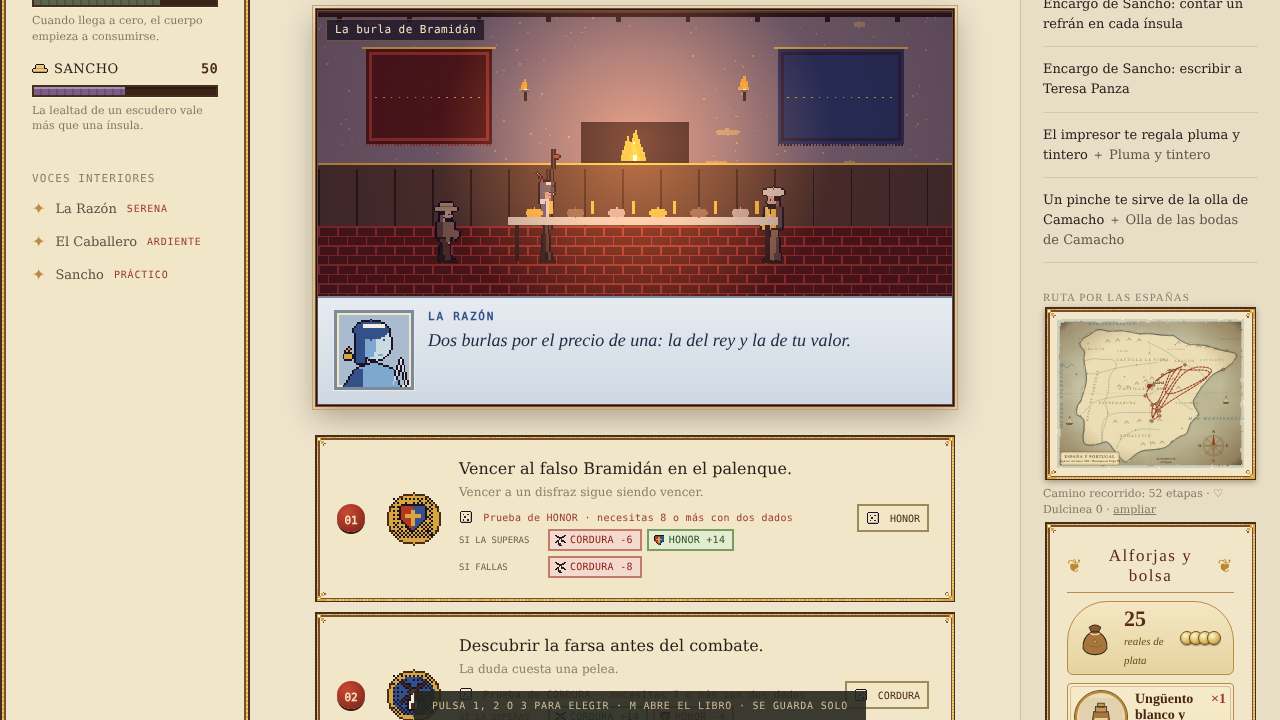 Cuando llega a cero, el cuerpo
empieza a consumirse.
SANCHO 50
La lealtad de un escudero vale
más que una ínsula.
VOCES INTERIORES
La Razón SERENA
El Caballero ARDIENTE
Sancho PRÁCTICO
La burla de Bramidán
LA RAZÓN
Dos burlas por el precio de una: la del rey y la de tu valor.
01
Vencer al falso Bramidán en el palenque.
Vencer a un disfraz sigue siendo vencer.
Prueba de HONOR · necesitas 8 o más con dos dados
HONOR
SI LA SUPERAS CORDURA -6 HONOR +14
SI FALLAS CORDURA -8
02
Descubrir la farsa antes del combate.
La duda cuesta una pelea.
CORDURA
PULSA 1, 2 O 3 PARA ELEGIR · M ABRE EL LIBRO · SE GUARDA SOLO
Encargo de Sancho: contar un
refrán en cada ínsula
Encargo de Sancho: escribir a
Teresa Panza
El impresor te regala pluma y
tintero + Pluma y tintero
Un pinche te sirve de la olla de
Camacho + Olla de las bodas
de Camacho
RUTA POR LAS ESPAÑAS
ESPAÑA Y PORTUGAL
Camino recorrido: 52 etapas · ♡
Dulcinea 0 · ampliar
Alforjas y
bolsa
25
reales de
plata
Ungüento ×1
blanco y